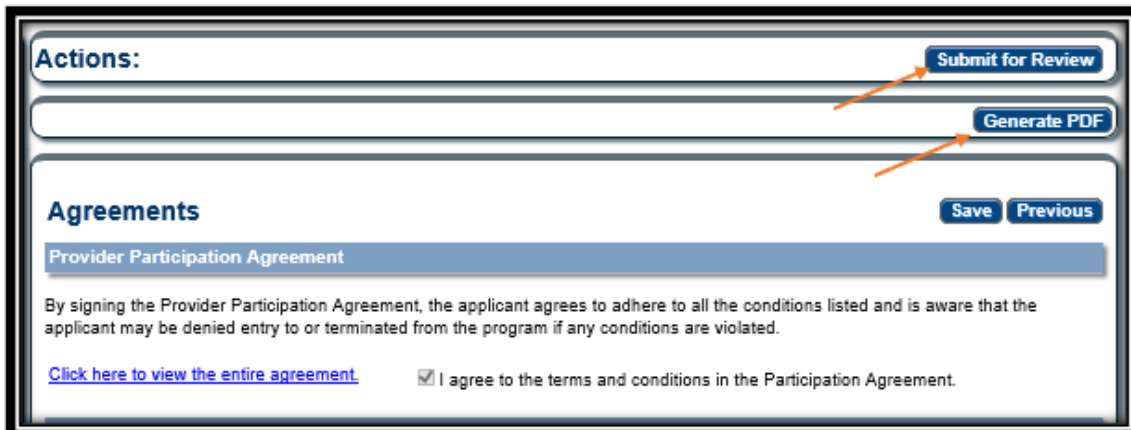 Actions:
Submit for Review
Generate PDF
Agreements
Save Previous
Provider Participation Agreement
By signing the Provider Participation Agreement, the applicant agrees to adhere to all the conditions listed and is aware that the
applicant may be denied entry to or terminated from the program if any conditions are violated.
Click here to view the entire agreement.
I agree to the terms and conditions in the Participation Agreement.